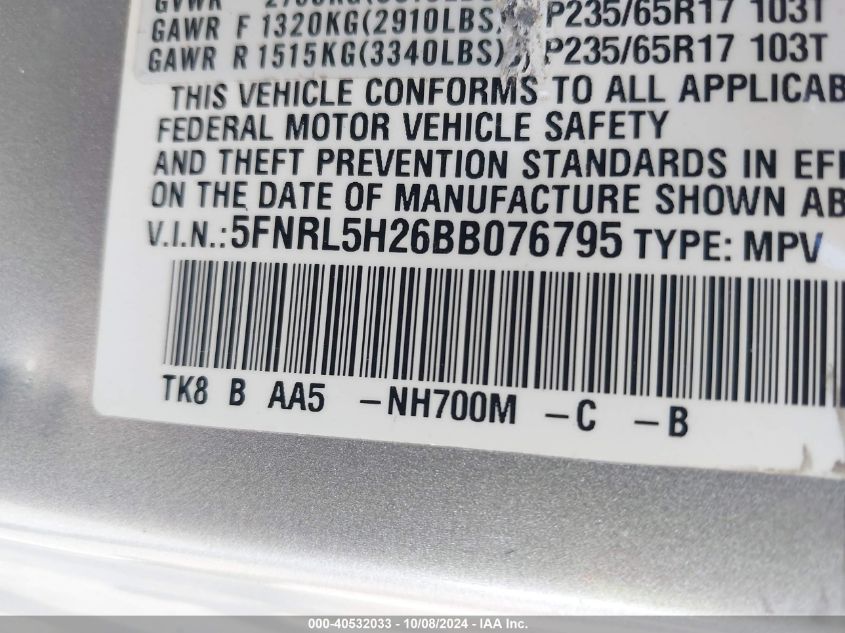 GAWR F 1320KG(2910LBS) P235/65R17 103T
GAWR R 1515KG(3340LBS) P235/65R17 103T
THIS VEHICLE CONFORMS TO ALL APPLICAB
FEDERAL MOTOR VEHICLE SAFETY
AND THEFT PREVENTION STANDARDS IN EFF
ON THE DATE OF MANUFACTURE SHOWN AB
V.I.N.:5FNRL5H26BB076795 TYPE: MPV
TK8 B AA5 -NH700M -C -B
000-40532033 - 10/08/2024 - IAA Inc.